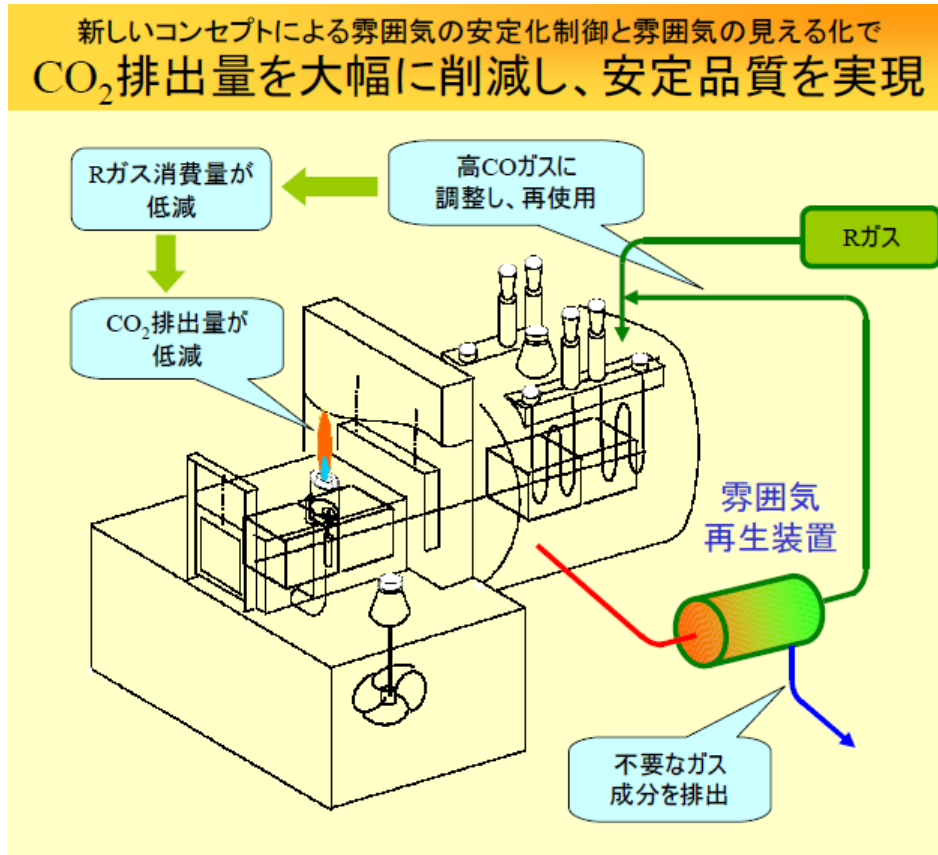 新しいコンセプトによる雰囲気の安定化制御と雰囲気の見える化で
CO₂排出量を大幅に削減し、安定品質を実現
Rガス消費量が
低減
高COガスに
調整し、再使用
Rガス
CO₂排出量が
低減
雰囲気
再生装置
不要なガス
成分を排出